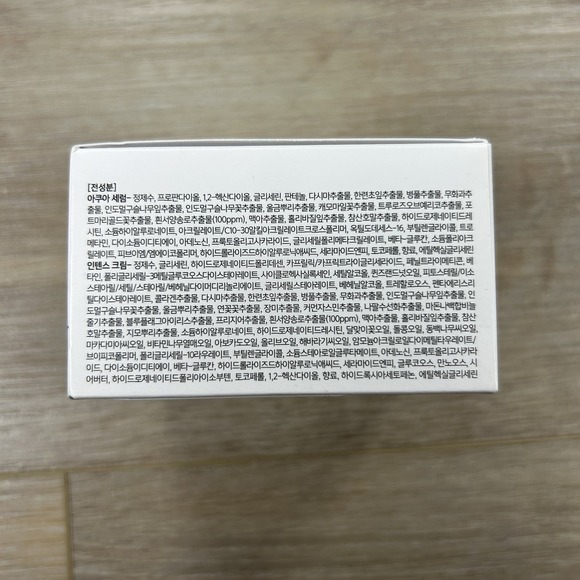 [전성분]
아쿠아 세럼- 정제수, 프로판다이올, 1,2-헥산다이올, 글리세린, 판테놀, 다시마추출물, 한련초잎추출물, 병풀추출물, 무화과추
출물, 인도멀구슬나무잎추출물, 인도멀구슬나무꽃추출물, 울금뿌리추출물, 캐모마일꽃추출물, 트루로즈오브예리코추출물, 포
트마리골드꽃추출물, 흰서양송로추출물(100ppm), 맥아추출물, 홀리바질잎추출물, 참산호말추출물, 하이드로제네이티드레
시틴, 소듐하이알루로네이트, 아크릴레이트/C10-30알킬아크릴레이트크로스폴리머, 옥틸도데세스-16, 부틸렌글라이콜, 트로
메타민, 다이소듐이디티에이, 아데노신, 프룩토올리고사카라이드, 글리세릴폴리메타크릴레이트, 베타-글루칸, 소듐폴리아크
릴레이트, 피브이엠/엠에이코폴리머, 하이드롤라이즈드하이알루로닉애씨드, 세라마이드엔피, 토코페롤, 향료, 에틸헥실글리세린
인텐스 크림- 정제수, 글리세린, 하이드로제네이티드폴리데센, 카프릴릭/카프릭트라이글리세라이드, 페닐트라이메티콘, 베
타인, 폴리글리세릴-3메틸글루코오스다이스테아레이트, 사이클로헥사실록세인, 세틸알코올, 퀸즈랜드넛오일, 피토스테릴/이소
스테아릴/세틸/스테아릴/베헤닐다이머디리놀리에이트, 글리세릴스테아레이트, 베헤닐알코올, 트레할로오스, 펜타에리스리
틸다이스테아레이트, 콜라겐추출물, 다시마추출물, 한련초잎추출물, 병풀추출물, 무화과추출물, 인도멀구슬나무잎추출물, 인
도멀구슬나무꽃추출물, 울금뿌리추출물, 연꽃꽃추출물, 장미추출물, 커먼자스민추출물, 나팔수선화추출물, 마돈나백합비늘
줄기추출물, 블루플래그아이리스추출물, 프리지아추출물, 흰서양송로추출물(100ppm), 맥아추출물, 홀리바질잎추출물, 참산
호말추출물, 지모뿌리추출물, 소듐하이알루로네이트, 하이드로제네이티드레시틴, 달맞이꽃오일, 돌콩오일, 동백나무씨오일,
마카다미아씨오일, 비타민나무열매오일, 아보카도오일, 올리브오일, 해바라기씨오일, 암모늄아크릴로일다이메틸타우레이트/
브이피코폴리머, 폴리글리세릴-10라우레이트, 부틸렌글라이콜, 소듐스테아로일글루타메이트, 아데노신, 프룩토올리고사카라이
드, 다이소듐이디티에이, 베타-글루칸, 하이드롤라이즈드하이알루로닉애씨드, 세라마이드엔피, 글루코오스, 만노우스, 시
어버터, 하이드로제네이티드폴리아이소부텐, 토코페롤, 1,2-헥산다이올, 향료, 하이드록시아세토페논, 에틸헥실글리세린